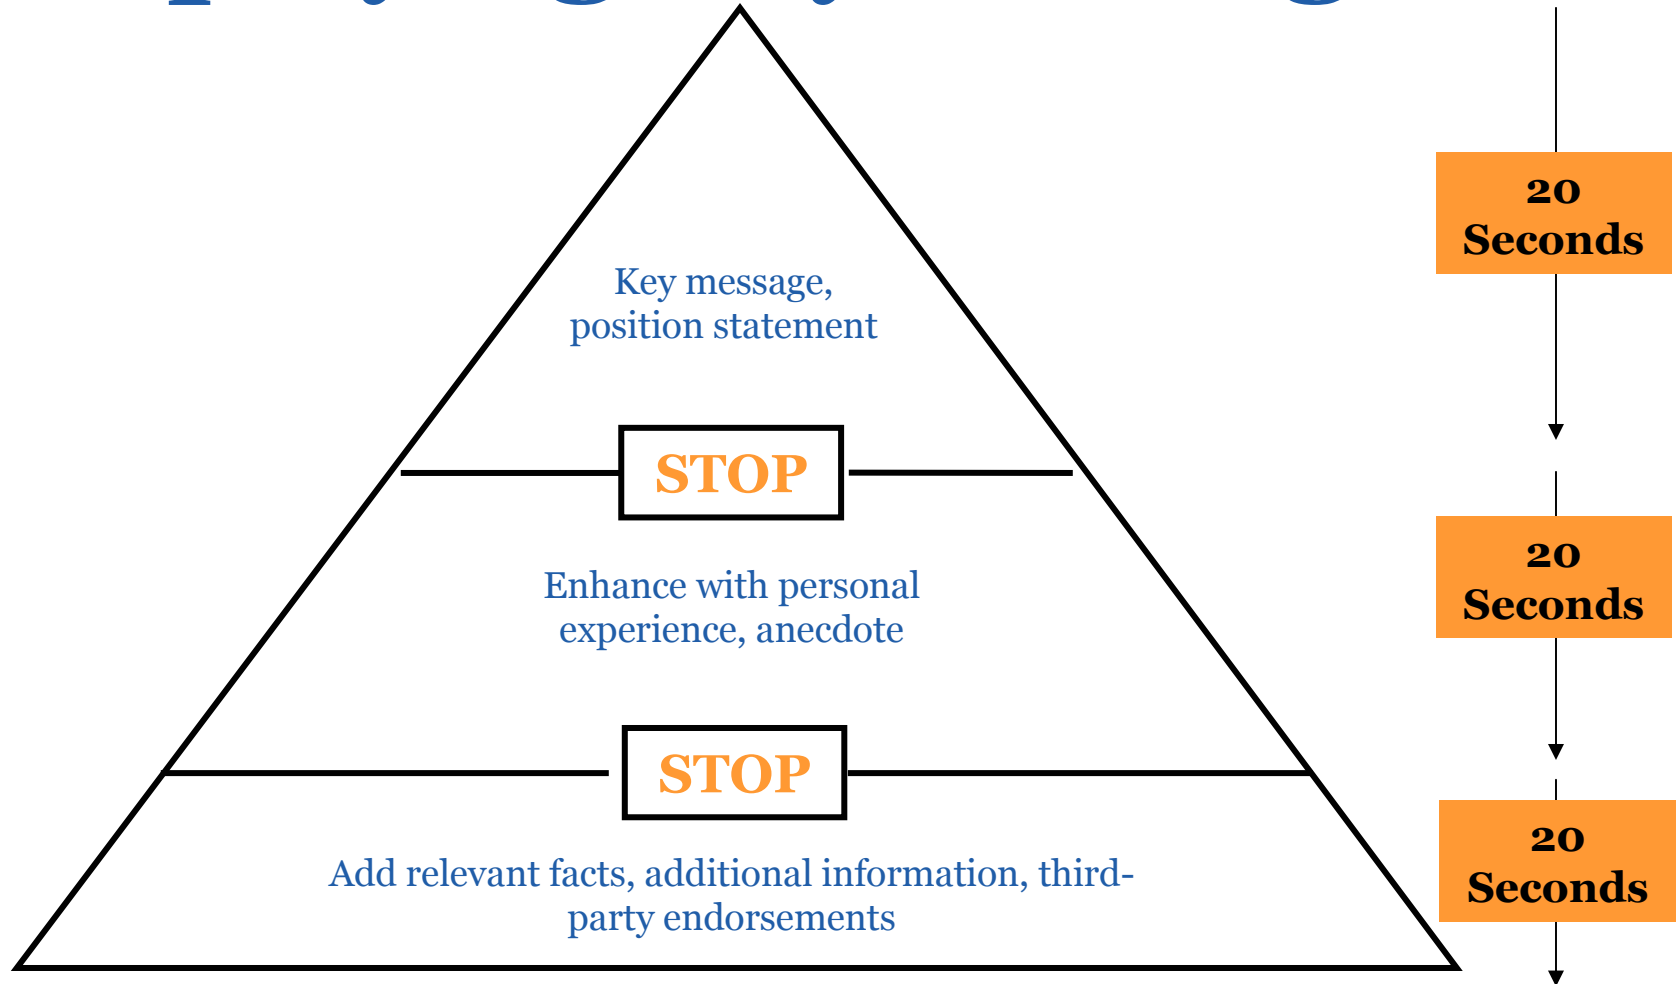 20
Seconds
Key message,
position statement
STOP
20
Seconds
Enhance with personal
experience, anecdote
STOP
20
Seconds
Add relevant facts, additional information, third-
party endorsements